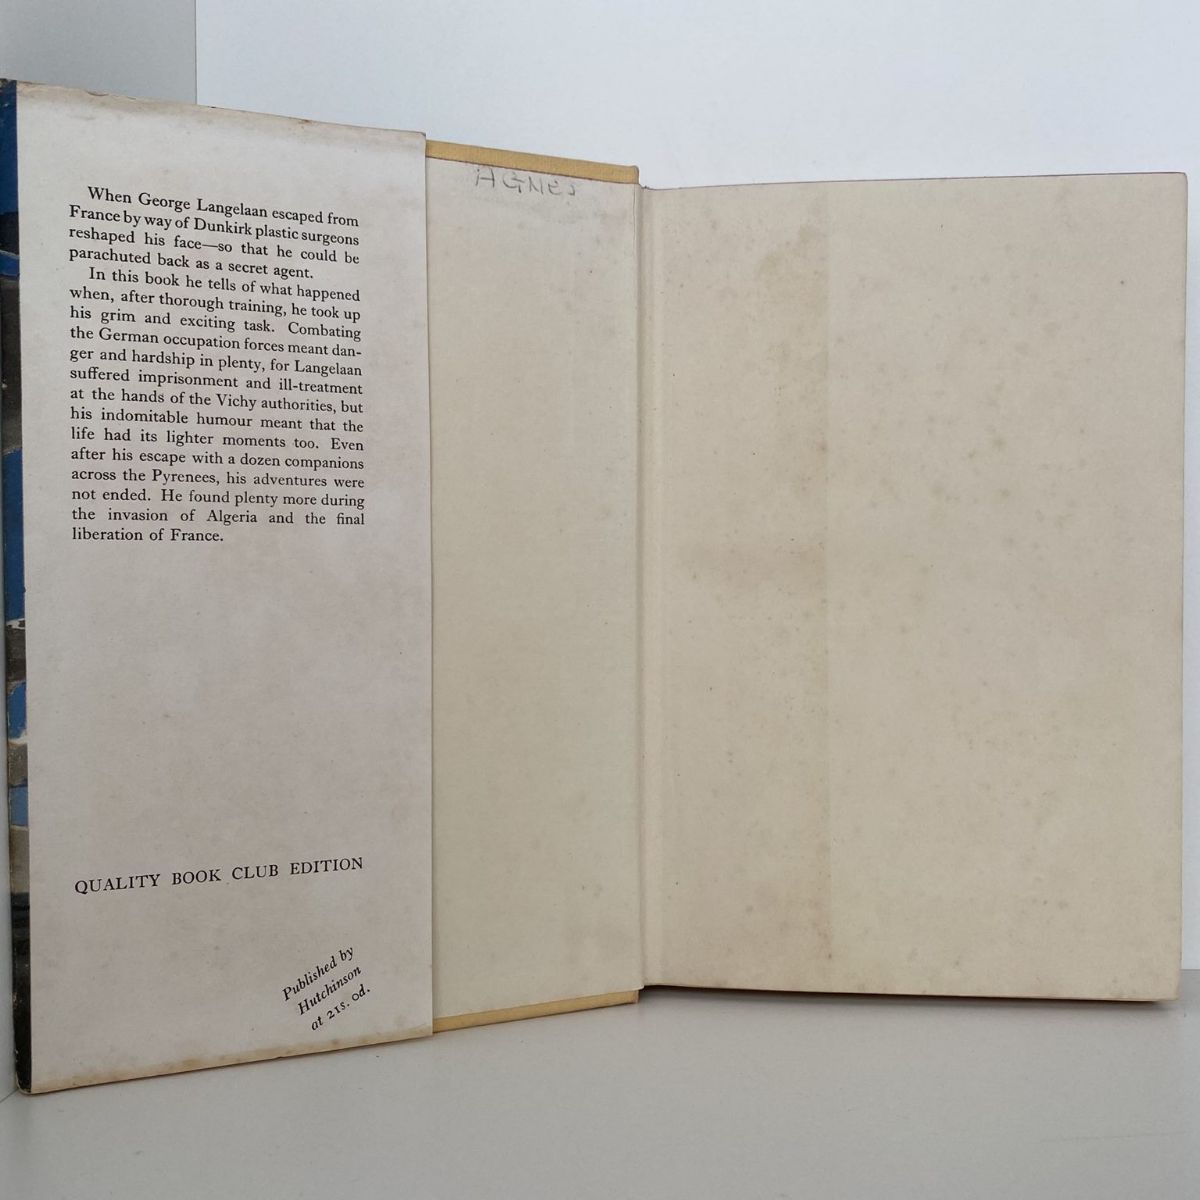 When George Langelaan escaped from
France by way of Dunkirk plastic surgeons
reshaped his face—so that he could be
parachuted back as a secret agent.
In this book he tells of what happened
when, after thorough training, he took up
his grim and exciting task. Combating
the German occupation forces meant dan-
ger and hardship in plenty, for Langelaan
suffered imprisonment and ill-treatment
at the hands of the Vichy authorities, but
his indomitable humour meant that the
life had its lighter moments too. Even
after his escape with a dozen companions
across the Pyrenees, his adventures were
not ended. He found plenty more during
the invasion of Algeria and the final
liberation of France.
QUALITY BOOK CLUB EDITION
Published by
Hutchinson
at 21s. od.
AGNES